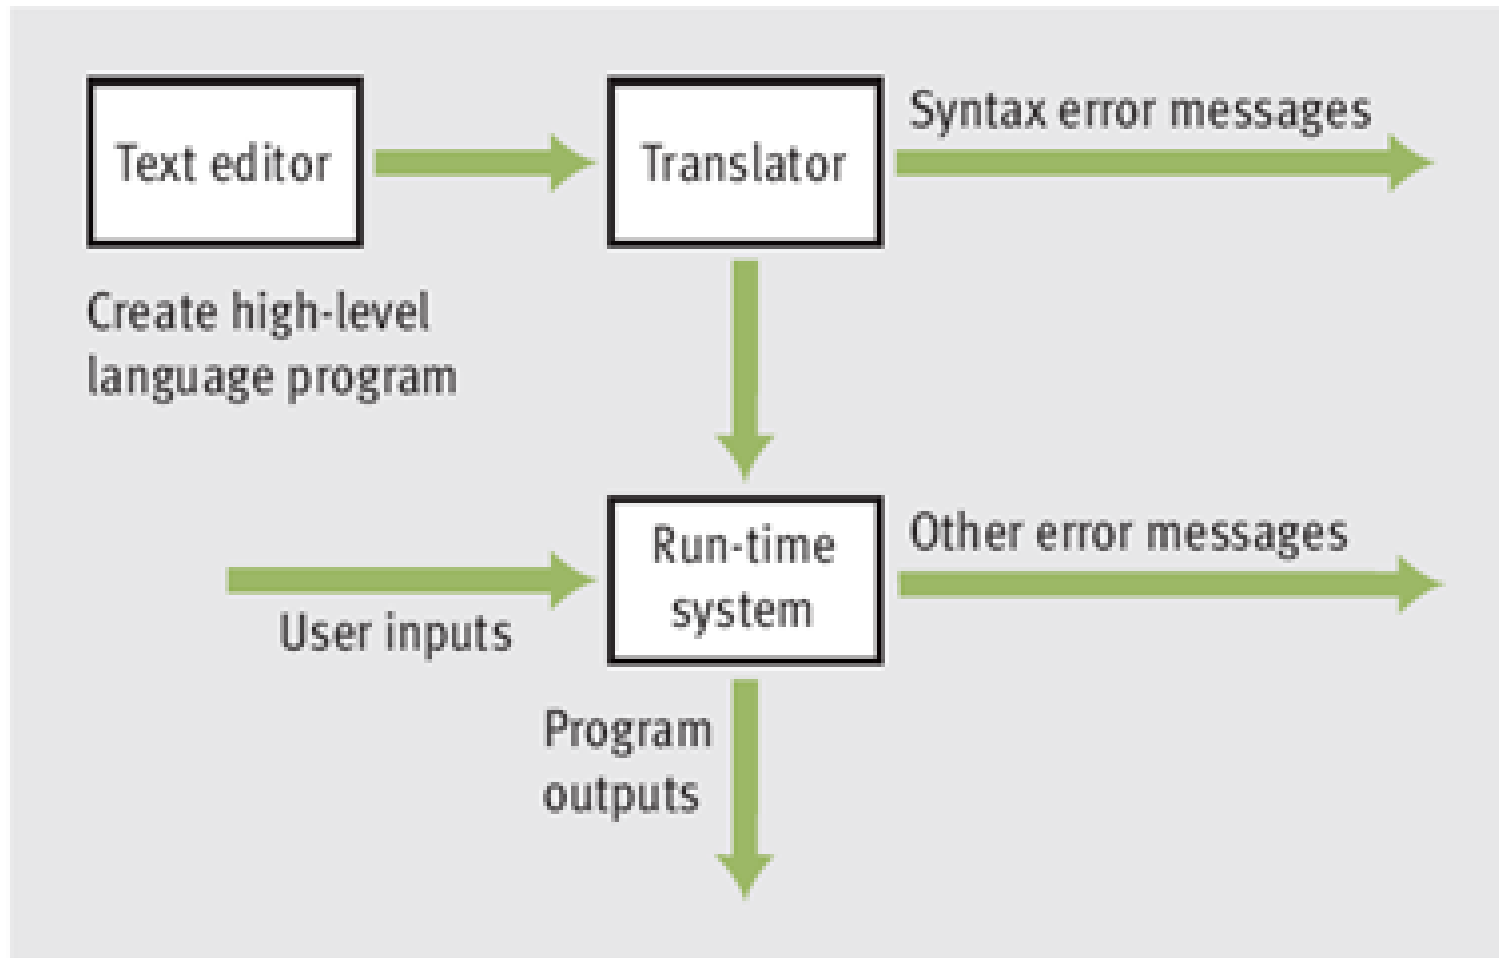 Text editor
Translator
Syntax error messages
Create high-level
language program
Run-time
system
Other error messages
User inputs
Program
outputs